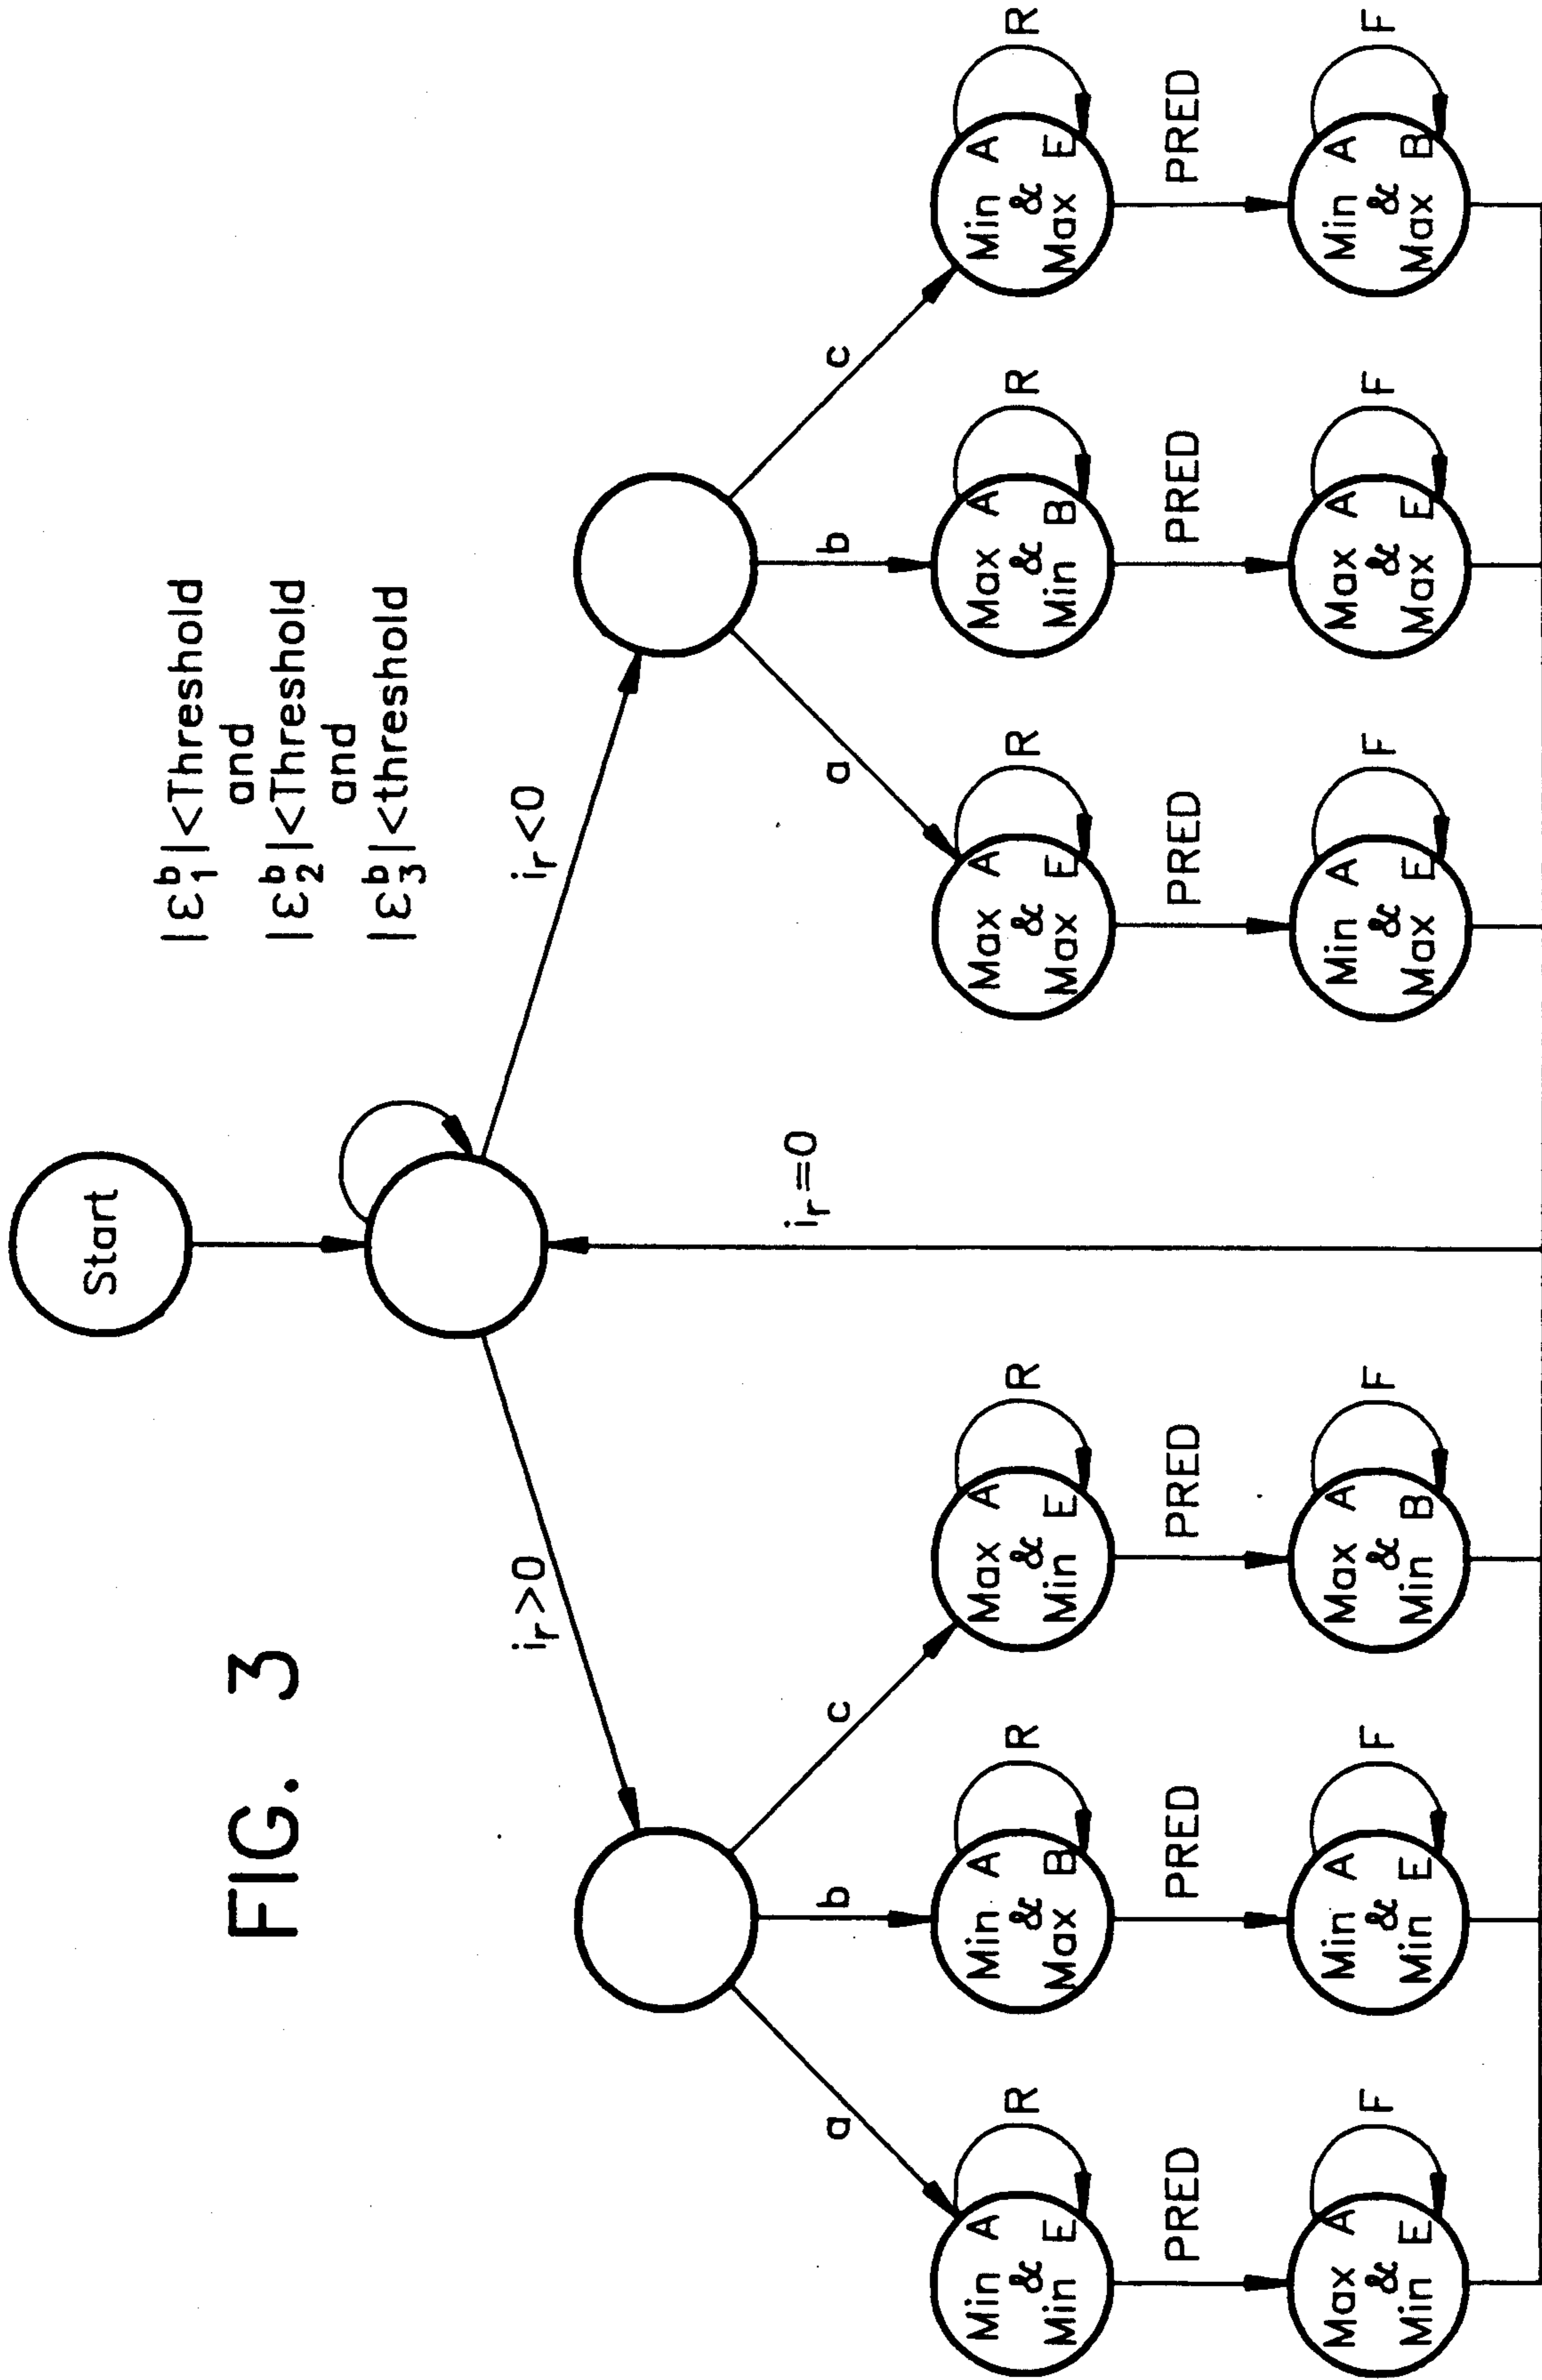 Start
FIG. 3
|ε₁ᵇ|<Threshold
and
|ε₂ᵇ|<Threshold
and
|ε₃ᵇ|<threshold
iᵣ>0
iᵣ<0
iᵣ=0
a
b
c
a
b
c
Min A
&
Min E
R
Min A
&
Max B
R
Max A
&
Min E
R
Max A
&
Max E
R
Max A
&
Min B
R
Min A
&
Max E
R
PRED
PRED
PRED
PRED
PRED
PRED
Max A
&
Min E
F
Min A
&
Min E
F
Max A
&
Min B
F
Min A
&
Max E
F
Max A
&
Max E
F
Min A
&
Max B
F